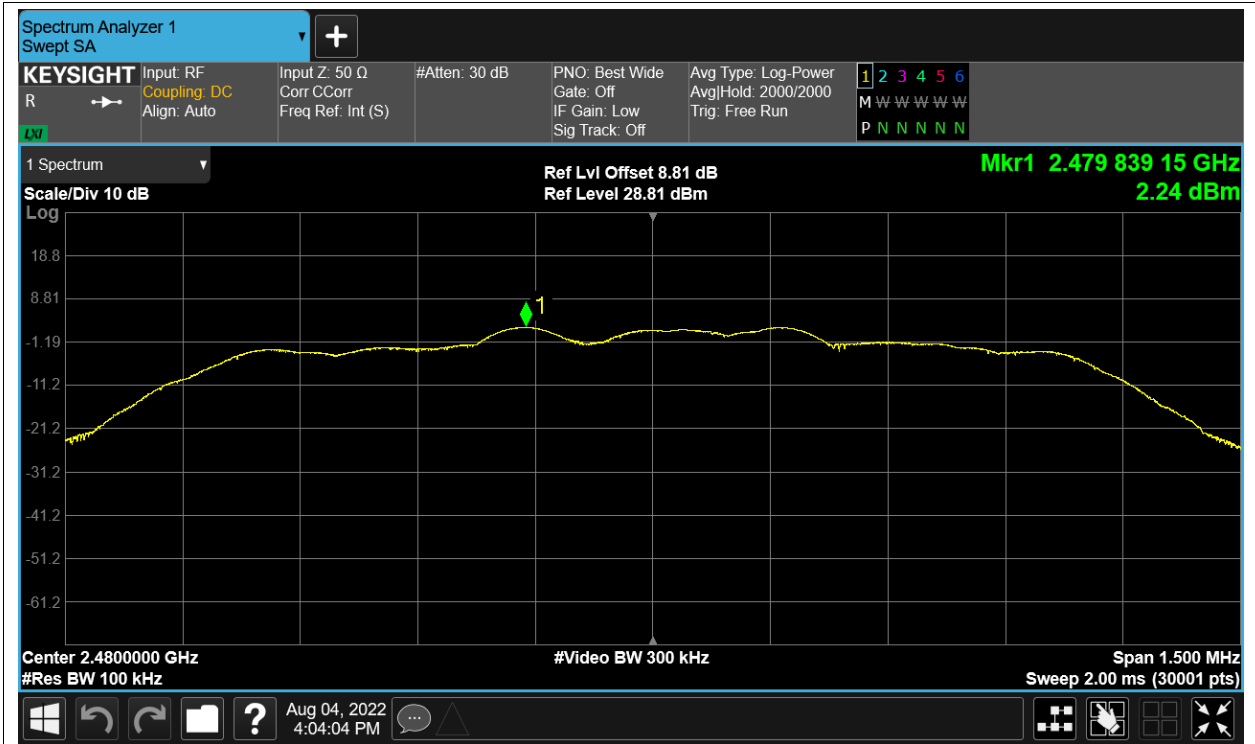 Spectrum Analyzer 1
Swept SA
KEYSIGHT
R
LXI
Input: RF
Coupling: DC
Align: Auto
Input Z: 50 Ω
Corr CCorr
Freq Ref: Int (S)
#Atten: 30 dB
PNO: Best Wide
Gate: Off
IF Gain: Low
Sig Track: Off
Avg Type: Log-Power
Avg|Hold: 2000/2000
Trig: Free Run
1 2 3 4 5 6
M W W W W W
P N N N N N
1 Spectrum
Scale/Div 10 dB
Log
Ref Lvl Offset 8.81 dB
Ref Level 28.81 dBm
Mkr1 2.479 839 15 GHz
2.24 dBm
18.8
8.81
1
-1.19
-11.2
-21.2
-31.2
-41.2
-51.2
-61.2
Center 2.4800000 GHz
#Res BW 100 kHz
#Video BW 300 kHz
Span 1.500 MHz
Sweep 2.00 ms (30001 pts)
?
Aug 04, 2022
4:04:04 PM